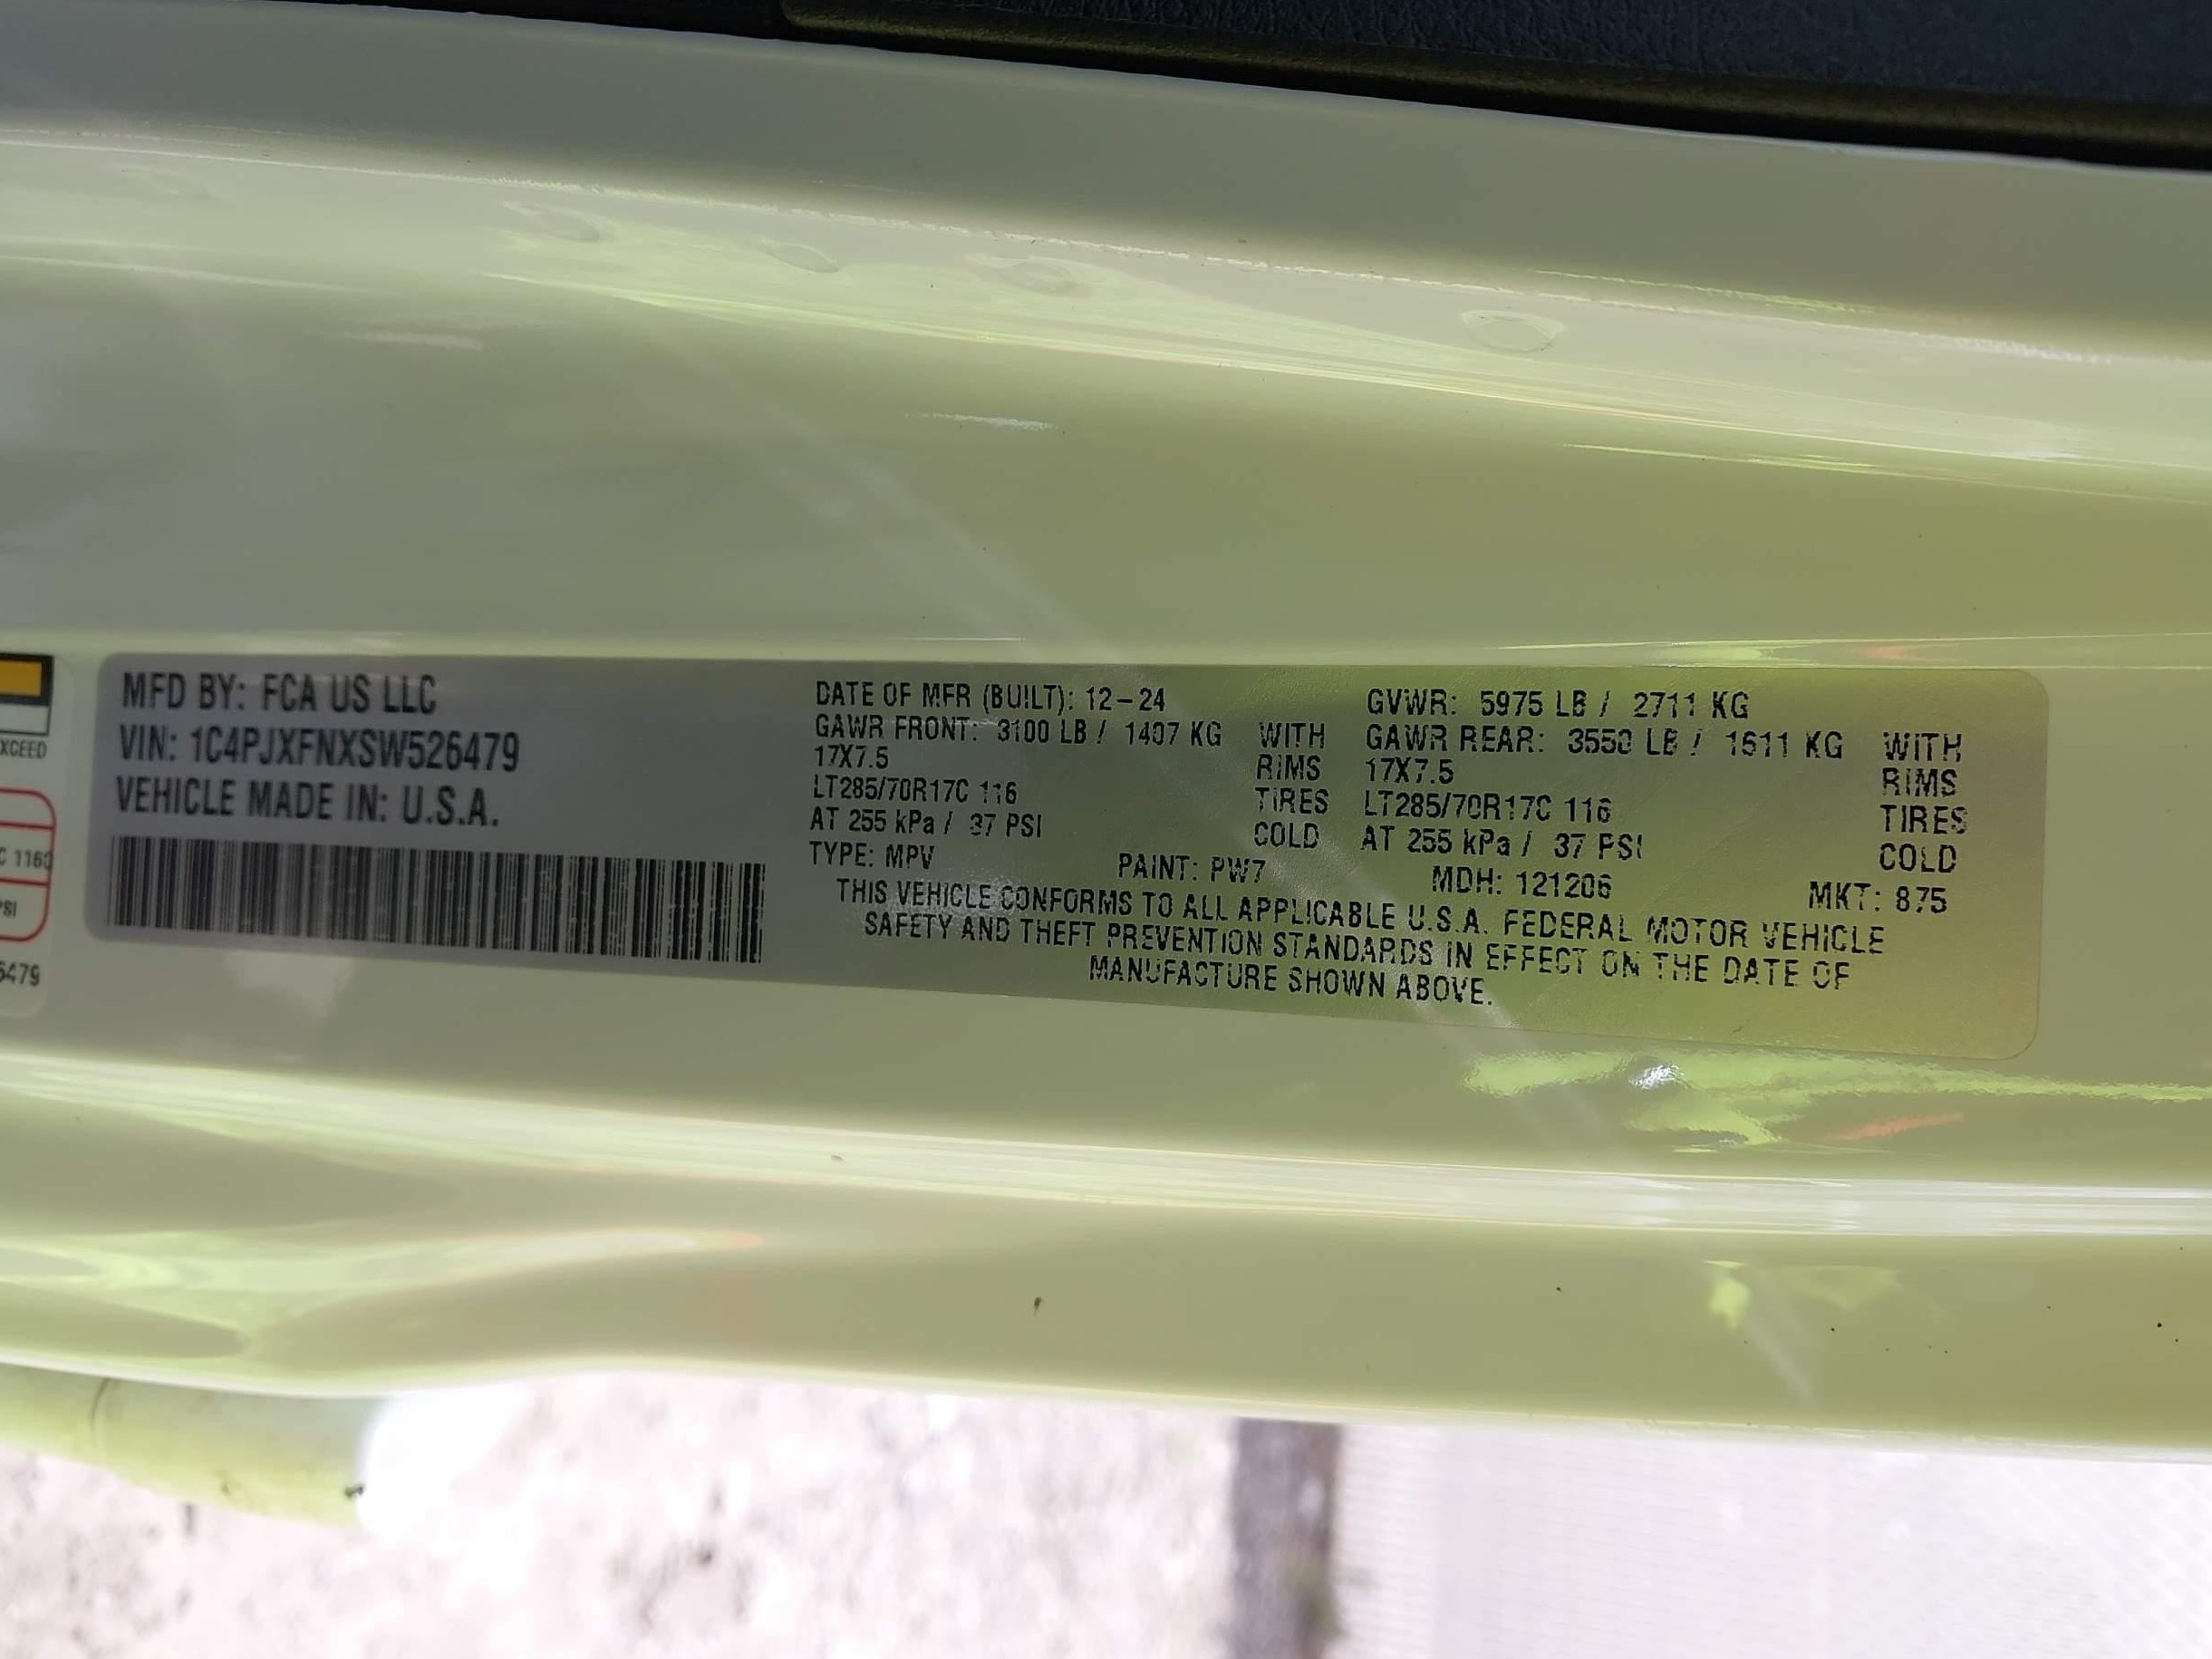 XCEED
C 116
PSI
6479
MFD BY: FCA US LLC
VIN: 1C4PJXFNXSW526479
VEHICLE MADE IN: U.S.A.
DATE OF MFR (BUILT): 12-24 GVWR: 5975 LB / 2711 KG
GAWR FRONT: 3100 LB / 1407 KG WITH GAWR REAR: 3550 LB / 1611 KG WITH
17X7.5 RIMS 17X7.5 RIMS
LT285/70R17C 116 TIRES LT285/70R17C 116 TIRES
AT 255 kPa / 37 PSI COLD AT 255 kPa / 37 PSI COLD
TYPE: MPV PAINT: PW7 MDH: 121206 MKT: 875
THIS VEHICLE CONFORMS TO ALL APPLICABLE U.S.A. FEDERAL MOTOR VEHICLE
SAFETY AND THEFT PREVENTION STANDARDS IN EFFECT ON THE DATE OF
MANUFACTURE SHOWN ABOVE.